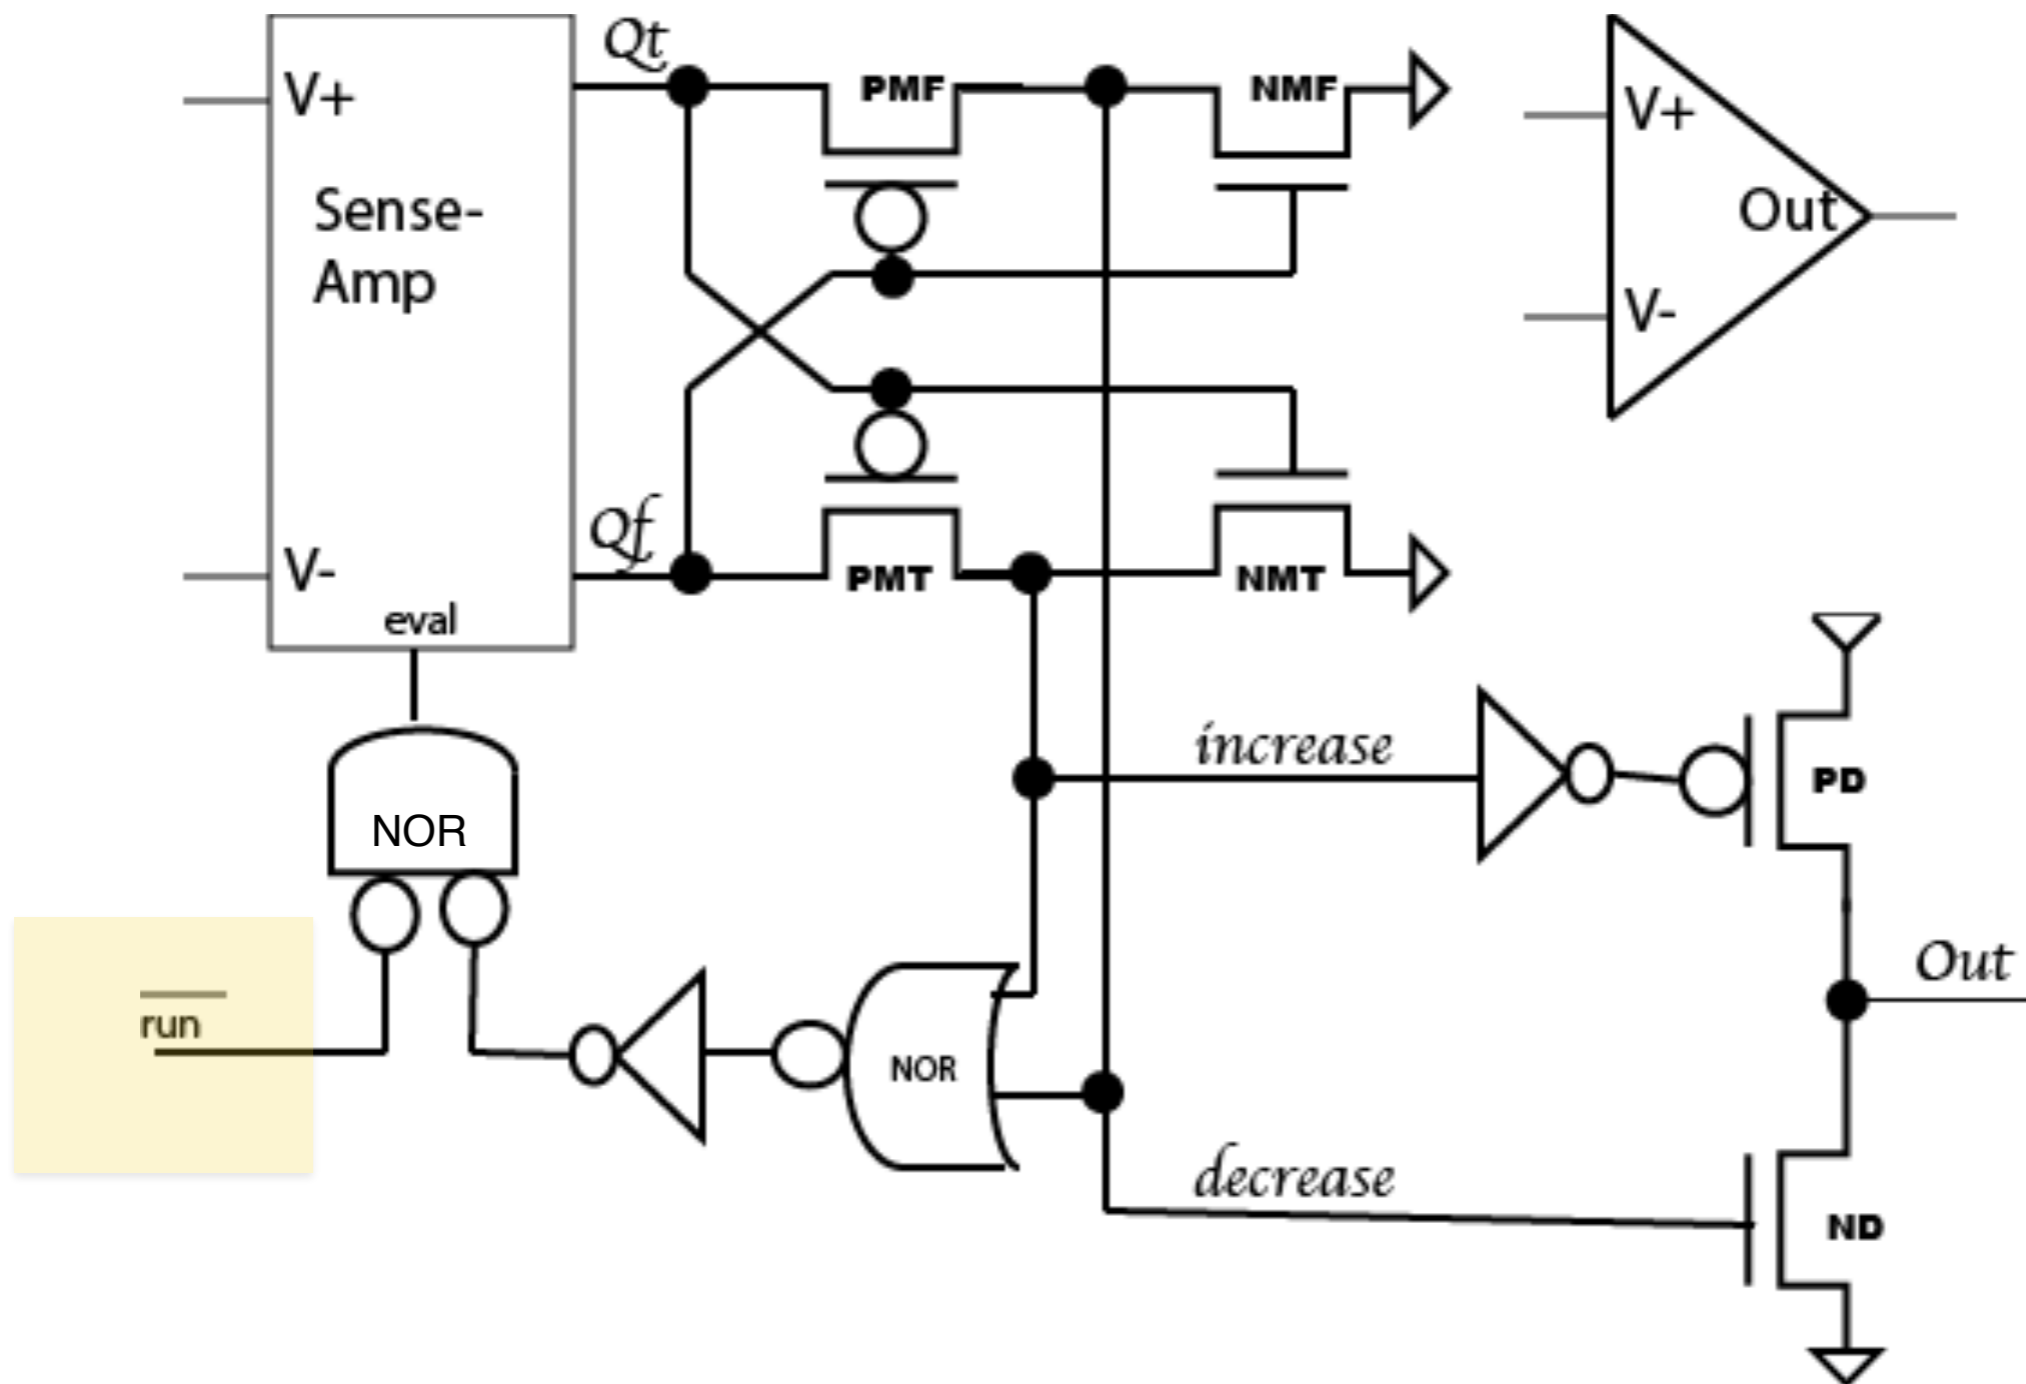 Qt
V+
PMF
NMF
V+
Sense-
Amp
Out
V-
Qf
V-
PMT
NMT
eval
increase
PD
NOR
Out
run
NOR
decrease
ND